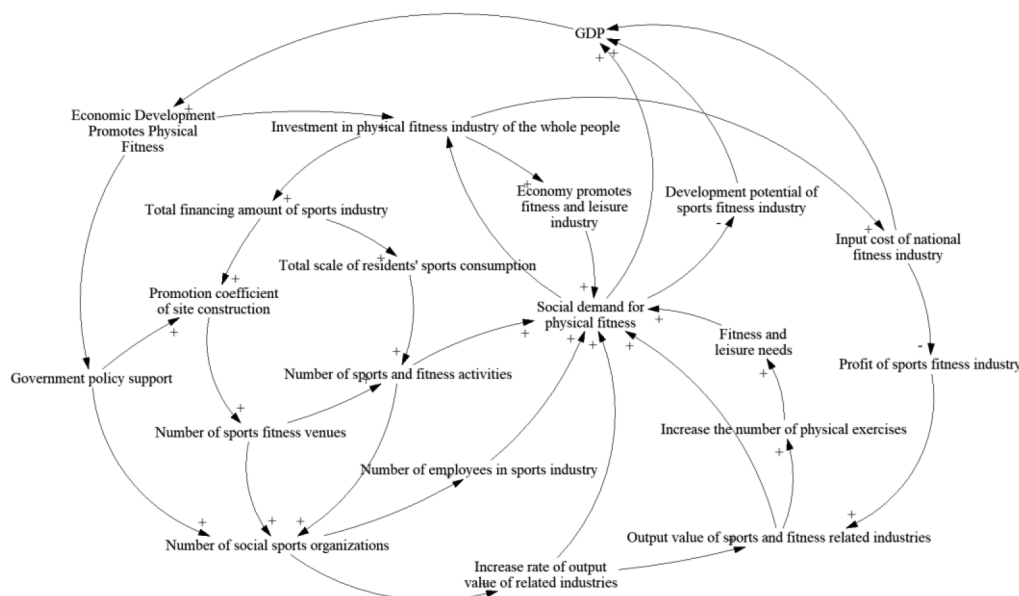 GDP
Economic Development
Promotes Physical
Fitness
Investment in physical fitness industry of the whole people
Economy promotes
fitness and leisure
industry
Development potential of
sports fitness industry
Total financing amount of sports industry
Input cost of national
fitness industry
Total scale of residents' sports consumption
Promotion coefficient
of site construction
Social demand for
physical fitness
Fitness and
leisure needs
Government policy support
Number of sports and fitness activities
Profit of sports fitness industry
Number of sports fitness venues
Increase the number of physical exercises
Number of employees in sports industry
Number of social sports organizations
Output value of sports and fitness related industries
Increase rate of output
value of related industries